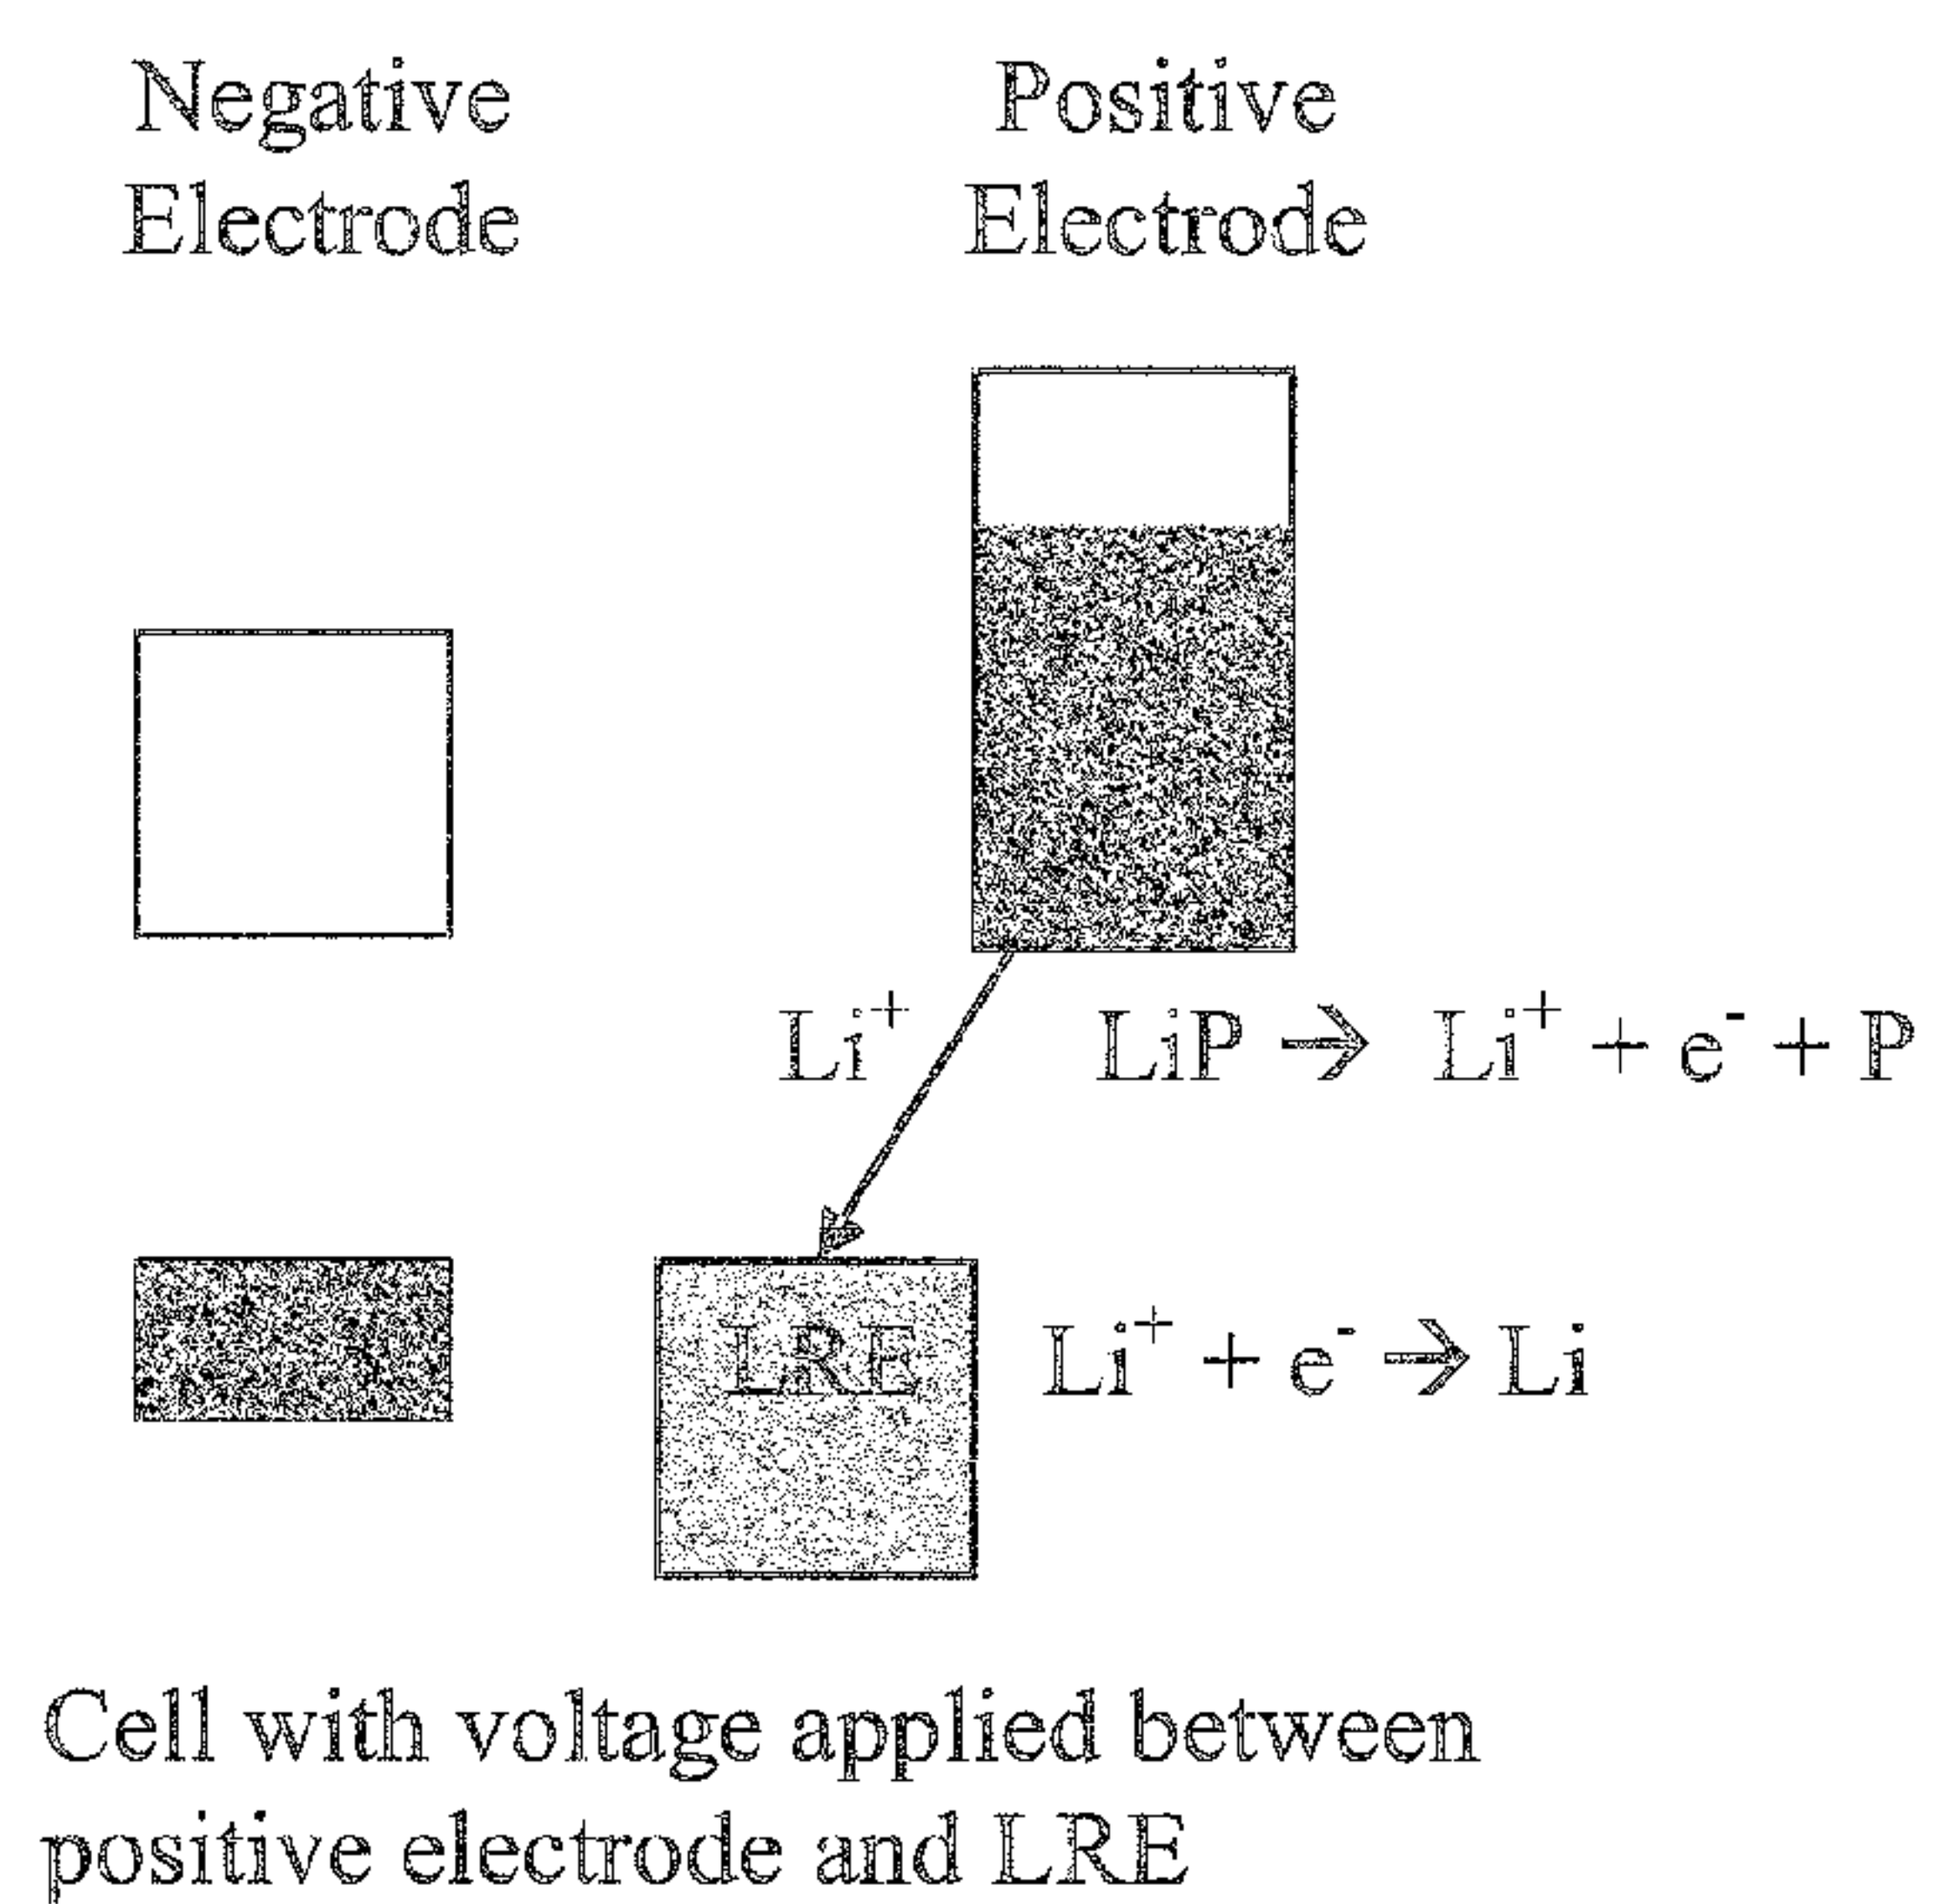 Negative
Electrode
Positive
Electrode
Li⁺
LiP → Li⁺ + e⁻ + P
LRE
Li⁺ + e⁻ → Li
Cell with voltage applied between
positive electrode and LRE